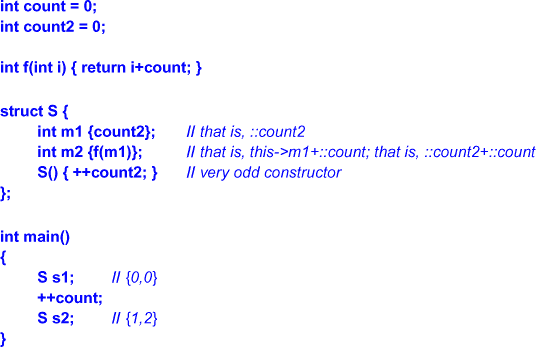 int count = 0;
int count2 = 0;
int f(int i) { return i+count; }
struct S {
int m1 {count2}; // that is, ::count2
int m2 {f(m1)}; // that is, this->m1+::count; that is, ::count2+::count
S() { ++count2; } // very odd constructor
};
int main()
{
S s1; // {0,0}
++count;
S s2; // {1,2}
}